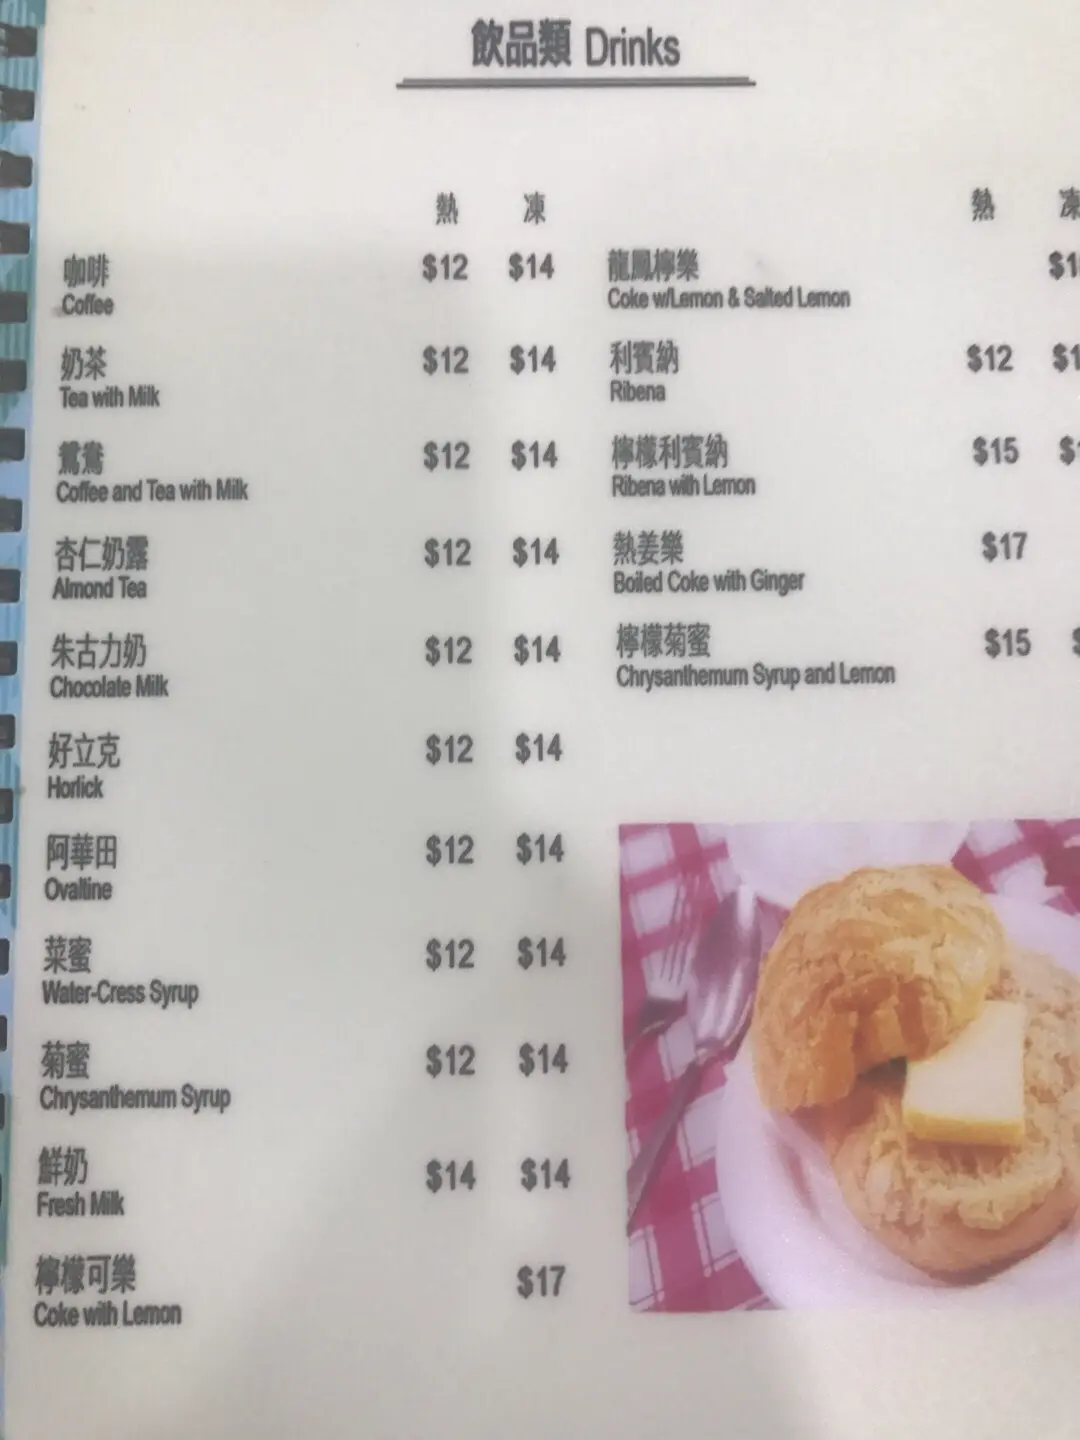 飲品類 Drinks
熱 凍
咖啡 $12 $14
Coffee
奶茶 $12 $14
Tea with Milk
鴛鴦 $12 $14
Coffee and Tea with Milk
杏仁奶露 $12 $14
Almond Tea
朱古力奶 $12 $14
Chocolate Milk
好立克 $12 $14
Horlick
阿華田 $12 $14
Ovaltine
菜蜜 $12 $14
Water-Cress Syrup
菊蜜 $12 $14
Chrysanthemum Syrup
鮮奶 $14 $14
Fresh Milk
檸檬可樂 $17
Coke with Lemon
熱 凍
龍鳳檸樂
Coke w/Lemon & Salted Lemon
利賓納 $12
Ribena
檸檬利賓納 $15
Ribena with Lemon
熱姜樂 $17
Boiled Coke with Ginger
檸檬菊蜜 $15
Chrysanthemum Syrup and Lemon